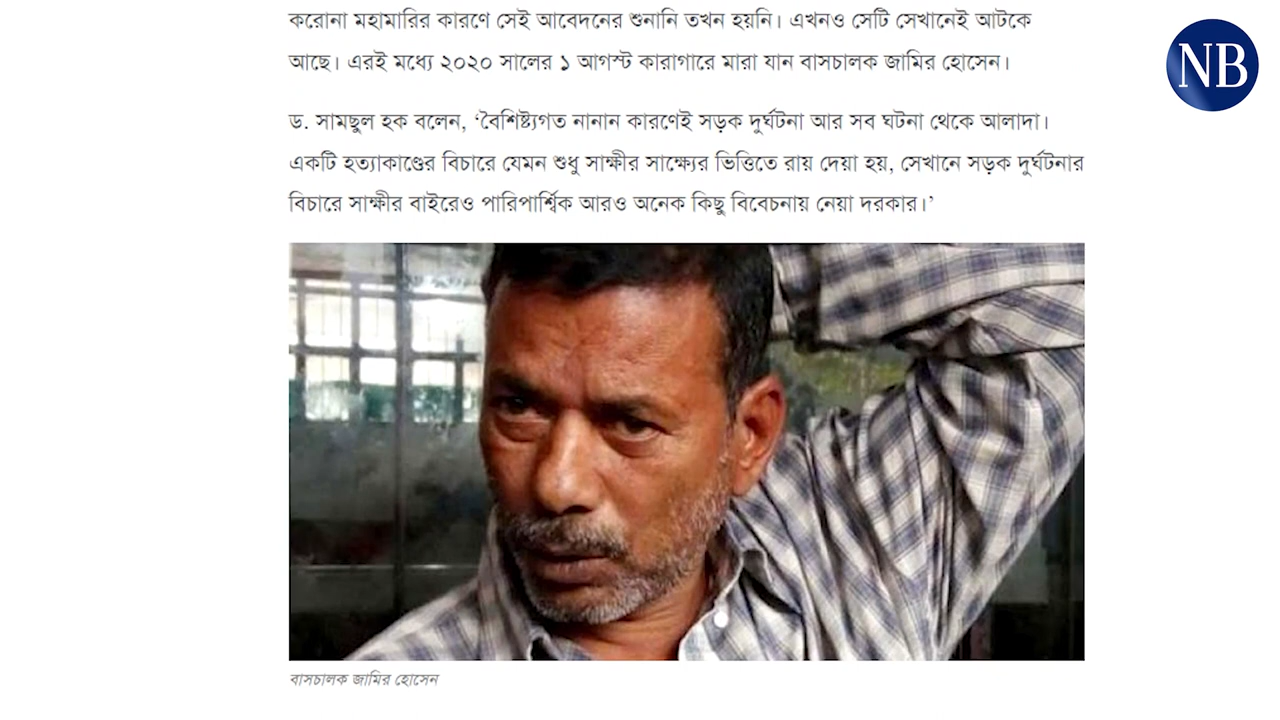 করোনা মহামারির কারণে সেই আবেদনের শুনানি তখন হয়নি। এখনও সেটি সেখানেই আটকে
আছে। এরই মধ্যে ২০২০ সালের ১ আগস্ট কারাগারে মারা যান বাসচালক জামির হোসেন।
ড. সামছুল হক বলেন, ‘বৈশিষ্ট্যগত নানান কারণেই সড়ক দুর্ঘটনা আর সব ঘটনা থেকে আলাদা।
একটি হত্যাকাণ্ডের বিচারে যেমন শুধু সাক্ষীর সাক্ষ্যের ভিত্তিতে রায় দেয়া হয়, সেখানে সড়ক দুর্ঘটনার
বিচারে সাক্ষীর বাইরেও পারিপার্শ্বিক আরও অনেক কিছু বিবেচনায় নেয়া দরকার।’
বাসচালক জামির হোসেন
NB